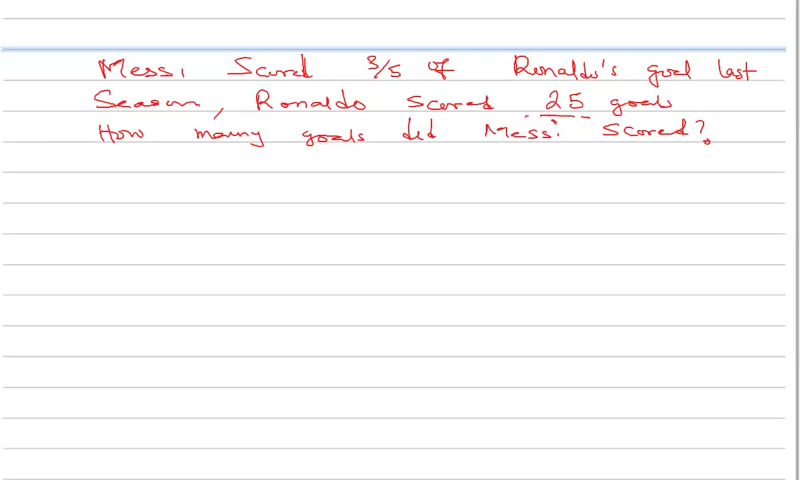 Messi Scored 3/5 of Ronaldo's goal last
Season, Ronaldo scored 25 goals
How many goals did Messi scored?